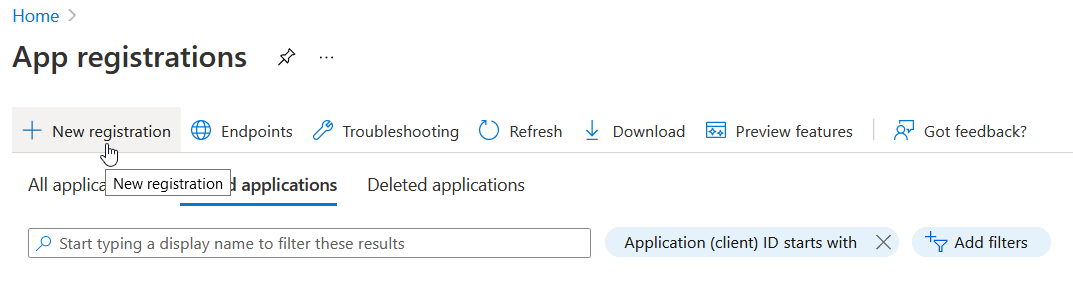 Home
App registrations
New registration Endpoints Troubleshooting Refresh Download Preview features Got feedback?
All applica New registration d applications Deleted applications
Start typing a display name to filter these results Application (client) ID starts with Add filters